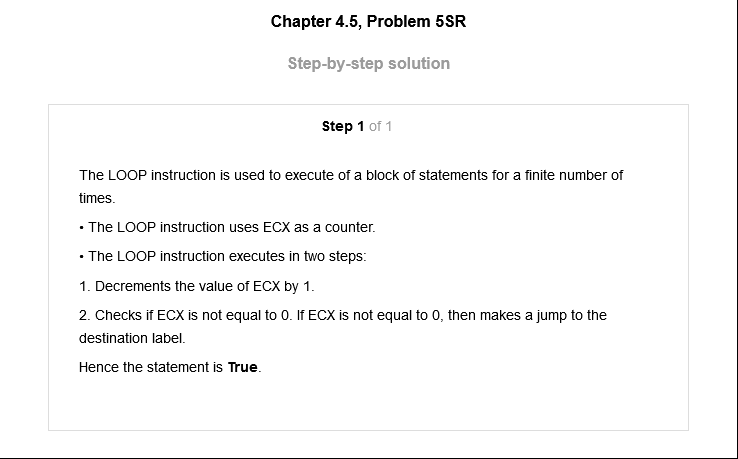 Chapter 4.5, Problem 5SR
Step-by-step solution
Step 1 of 1
The LOOP instruction is used to execute of a block of statements for a finite number of
times.
• The LOOP instruction uses ECX as a counter.
• The LOOP instruction executes in two steps:
1. Decrements the value of ECX by 1.
2. Checks if ECX is not equal to 0. If ECX is not equal to 0, then makes a jump to the
destination label.
Hence the statement is True.